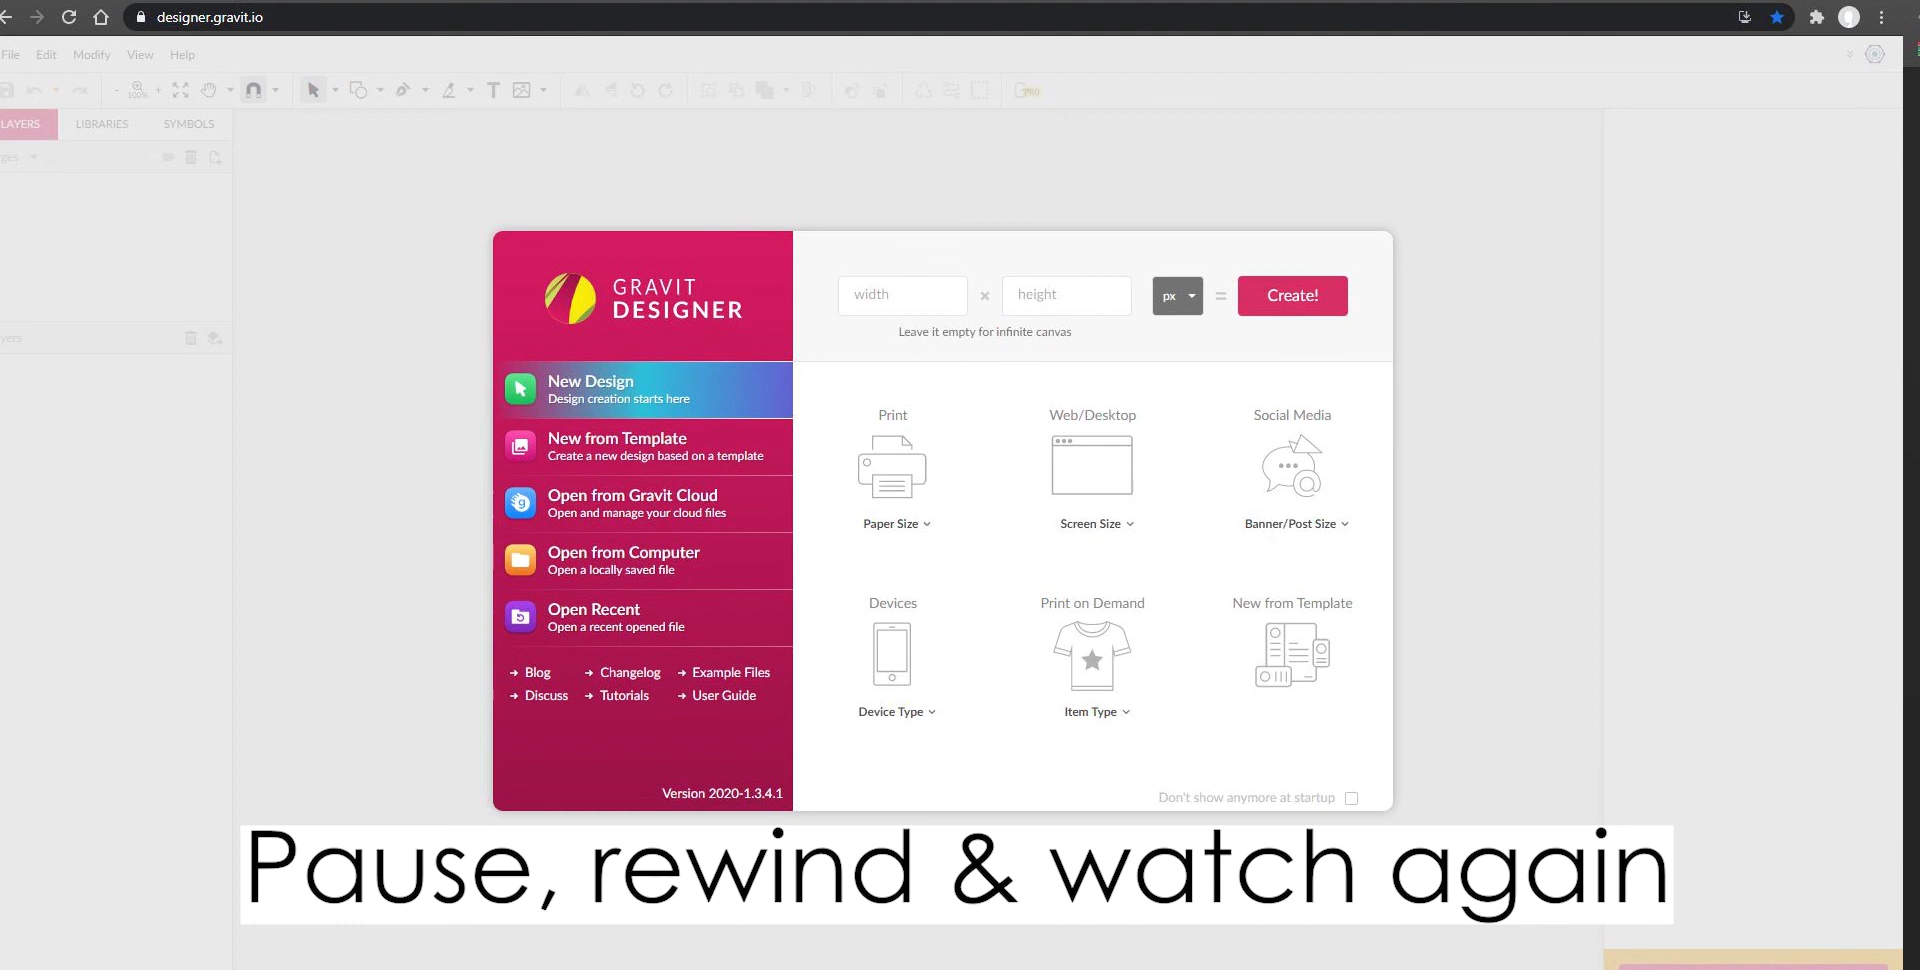 designer.gravit.io
File Edit Modify View Help
100%
PRO
LAYERS LIBRARIES SYMBOLS
GRAVIT
DESIGNER
width × height px = Create!
Leave it empty for infinite canvas
New Design
Design creation starts here
New from Template
Create a new design based on a template
Open from Gravit Cloud
Open and manage your cloud files
Open from Computer
Open a locally saved file
Open Recent
Open a recent opened file
Blog Changelog Example Files
Discuss Tutorials User Guide
Version 2020-1.3.4.1
Print Web/Desktop Social Media
Paper Size Screen Size Banner/Post Size
Devices Print on Demand New from Template
Device Type Item Type
Don't show anymore at startup
Pause, rewind & watch again